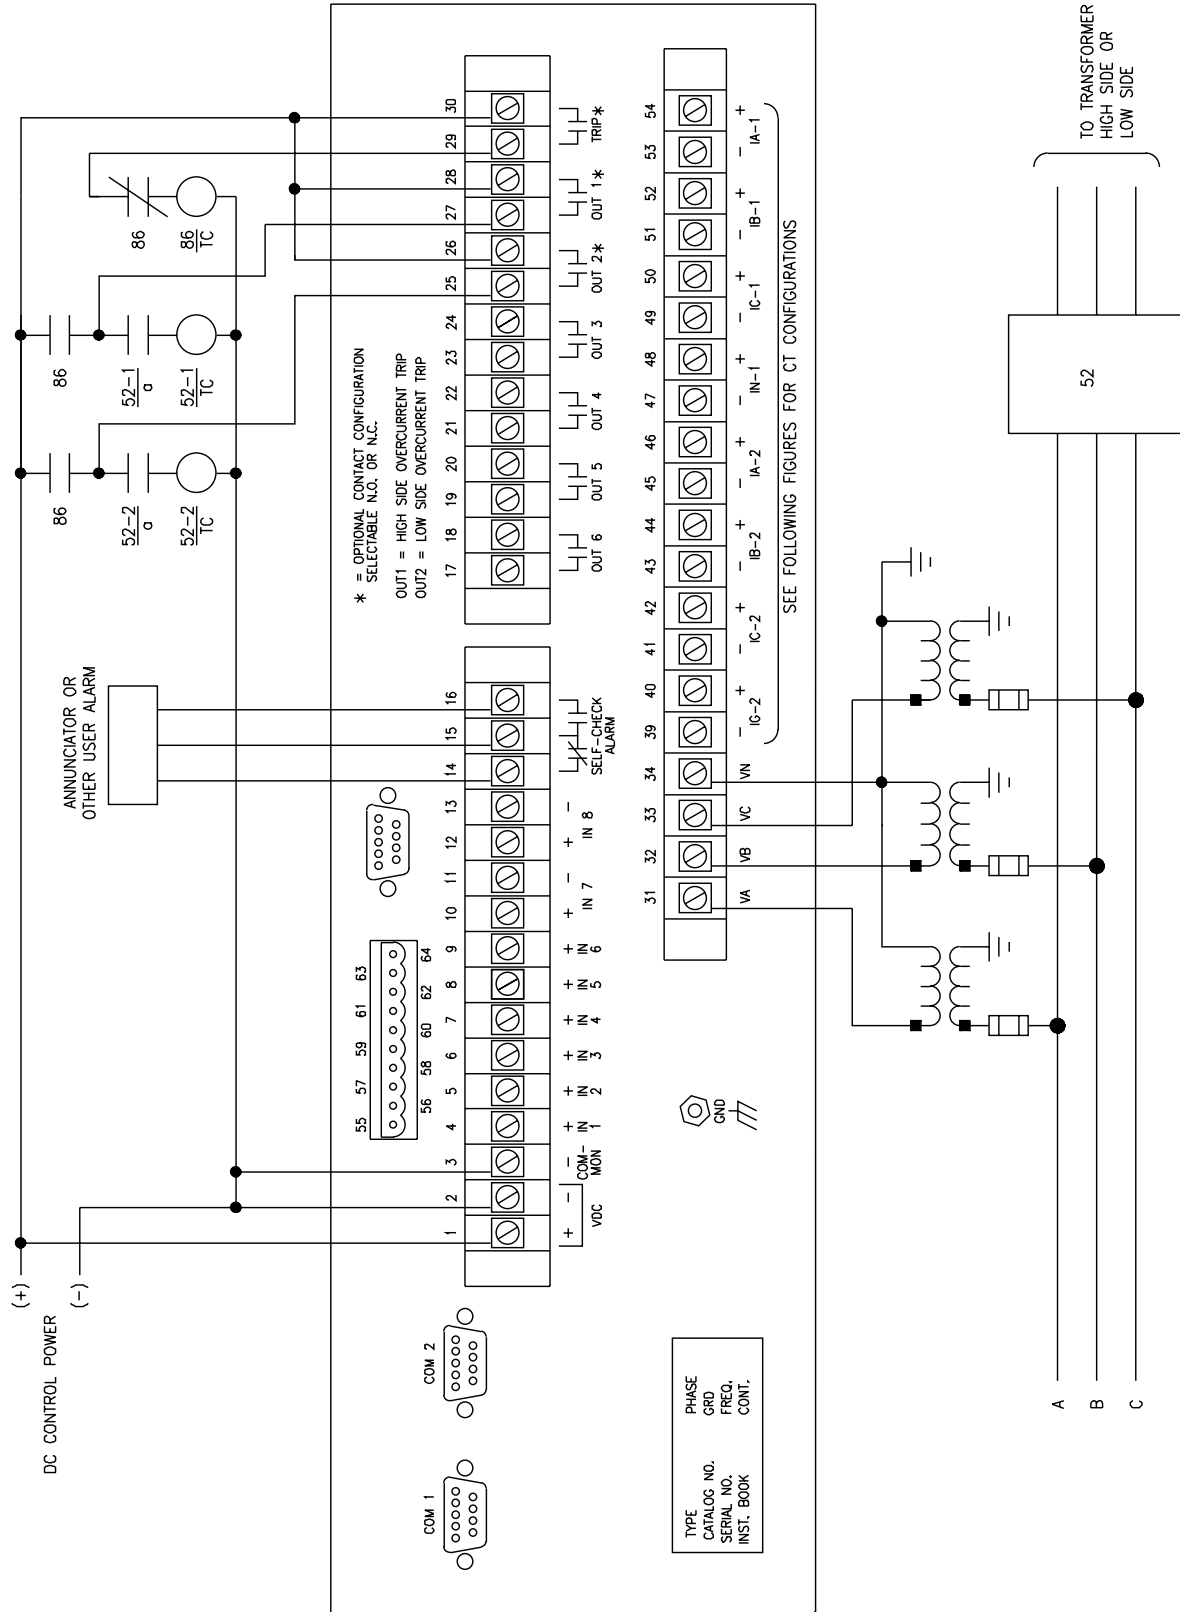 DC CONTROL POWER
(+)
(-)
ANNUNCIATOR OR
OTHER USER ALARM
86
52-2
a
52-2
TC
86
52-1
a
52-1
TC
86
86
TC
COM 1
COM 2
55 57 59 61 63
56 58 60 62 64
* = OPTIONAL CONTACT CONFIGURATION
SELECTABLE N.O. OR N.C.
OUT1 = HIGH SIDE OVERCURRENT TRIP
OUT2 = LOW SIDE OVERCURRENT TRIP
1 2 3 4 5 6 7 8 9 10 11 12 13 14 15 16
+ - - + + + + + + + - + -
VDC
COM-
MON
IN
1
IN
2
IN
3
IN
4
IN
5
IN
6
IN 7
IN 8
SELF-CHECK
ALARM
17 18 19 20 21 22 23 24 25 26 27 28 29 30
OUT 6 OUT 5 OUT 4 OUT 3 OUT 2* OUT 1* TRIP*
31 32 33 34 39 40 41 42 43 44 45 46 47 48 49 50 51 52 53 54
VA VB VC VN
- + - + - + - + - + - + - + - +
IG-2 IC-2 IB-2 IA-2 IN-1 IC-1 IB-1 IA-1
SEE FOLLOWING FIGURES FOR CT CONFIGURATIONS
GND
TYPE PHASE
CATALOG NO. GRD
SERIAL NO. FREQ.
INST. BOOK CONT.
A
B
C
52
TO TRANSFORMER
HIGH SIDE OR
LOW SIDE